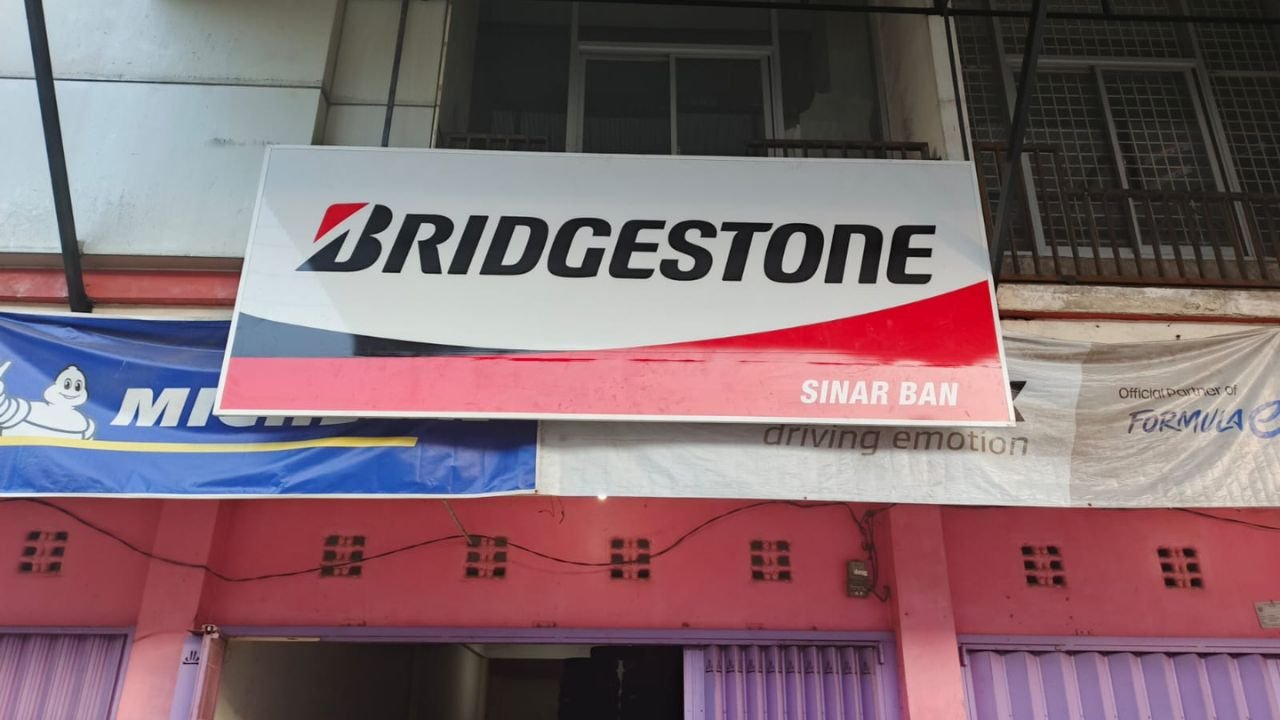 BRIDGESTONE
SINAR BAN
driving emotion
Official Partner of
FORMULA E